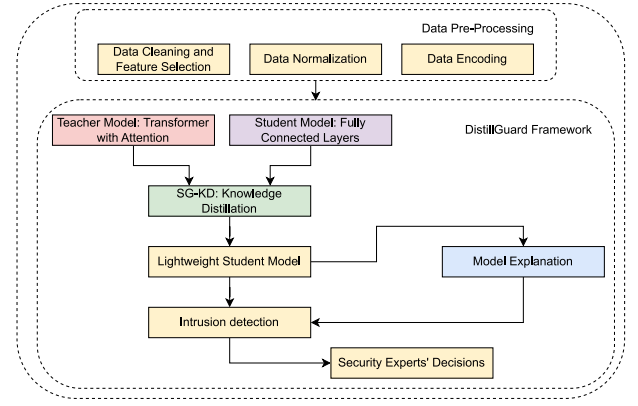 Data Pre-Processing
Data Cleaning and
Feature Selection
Data Normalization
Data Encoding
DistillGuard Framework
Teacher Model: Transformer
with Attention
Student Model: Fully
Connected Layers
SG-KD: Knowledge
Distillation
Lightweight Student Model
Model Explanation
Intrusion detection
Security Experts' Decisions